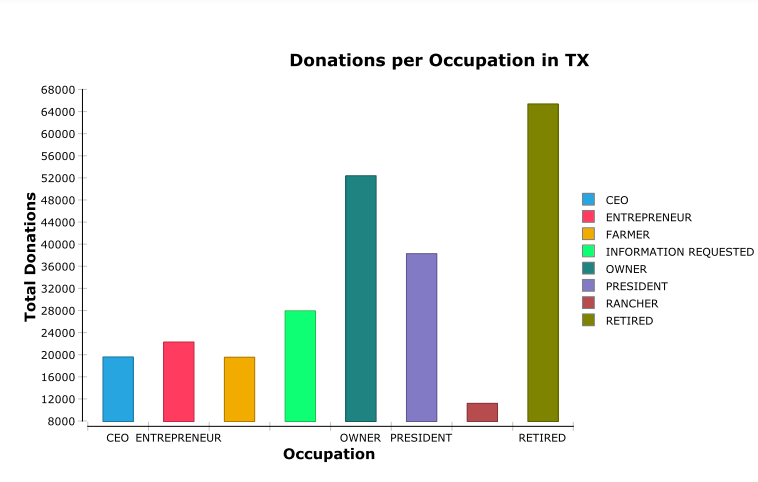 Donations per Occupation in TX
68000
64000
60000
56000
52000
48000
44000
40000
36000
32000
28000
24000
20000
16000
12000
8000
Total Donations
CEO ENTREPRENEUR OWNER PRESIDENT RETIRED
Occupation
CEO
ENTREPRENEUR
FARMER
INFORMATION REQUESTED
OWNER
PRESIDENT
RANCHER
RETIRED